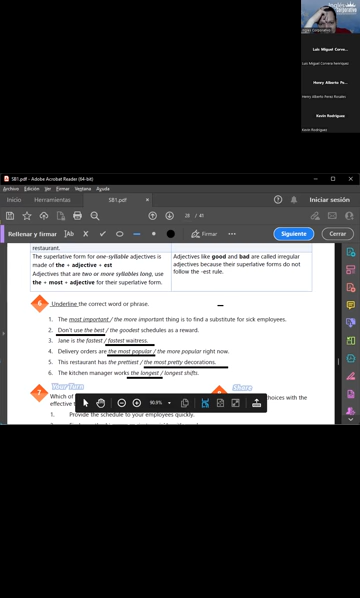 Inglés
Corporativo
Inglés Corporativo
Luis Miguel Corve...
Luis Miguel Corvera Henriquez
Henry Alberto Pe...
Henry Alberto Perez Rosales
Kevin Rodriguez
Kevin Rodriguez
SB1.pdf - Adobe Acrobat Reader (64-bit)
Archivo Edición Ver Firmar Ventana Ayuda
Inicio Herramientas SB1.pdf × Iniciar sesión
/ 41
Rellenar y firmar Ab Firmar Siguiente Cerrar
restaurant.
The superlative form for one-syllable adjectives is
made of the + adjective + est
Adjectives that are two or more syllables long, use
the + most + adjective for their superlative form.
Adjectives like good and bad are called irregular
adjectives because their superlative forms do not
follow the -est rule.
6 Underline the correct word or phrase.
1. The most important / the more important thing is to find a substitute for sick employees.
2. Don't use the best / the goodest schedules as a reward.
3. Jane is the fastest / fastest waitress.
4. Delivery orders are the most popular / the more popular right now.
5. This restaurant has the prettiest / the most pretty decorations.
6. The kitchen manager works the longest / longest shifts.
7 Your Turn
Share
Which of
choices with the
effective
90.9%
1. Provide the schedule to your employees quickly.